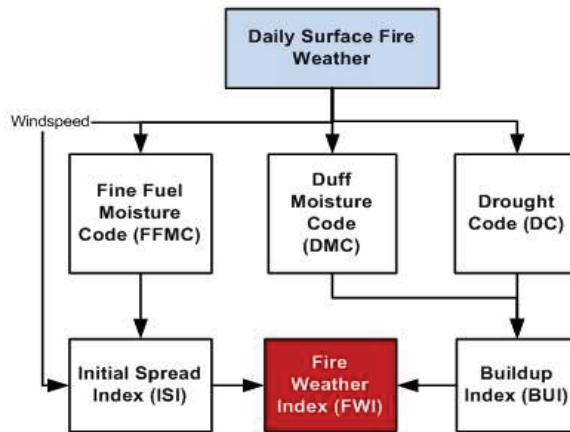 Daily Surface Fire
Weather
Windspeed
Fine Fuel
Moisture
Code (FFMC)
Duff
Moisture
Code
(DMC)
Drought
Code (DC)
Initial Spread
Index (ISI)
Fire
Weather
Index (FWI)
Buildup
Index (BUI)